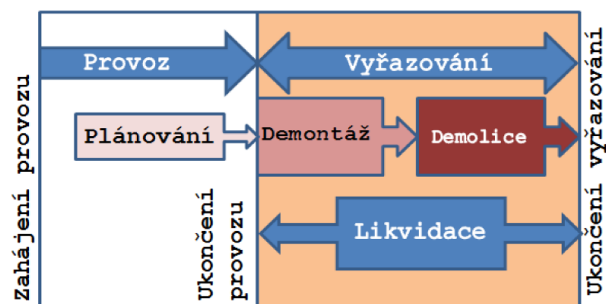 Provoz
Vyřazování
Plánování
Demontáž
Demolice
Likvidace
Zahájení provozu
Ukončení
provozu
Ukončení vyřazování